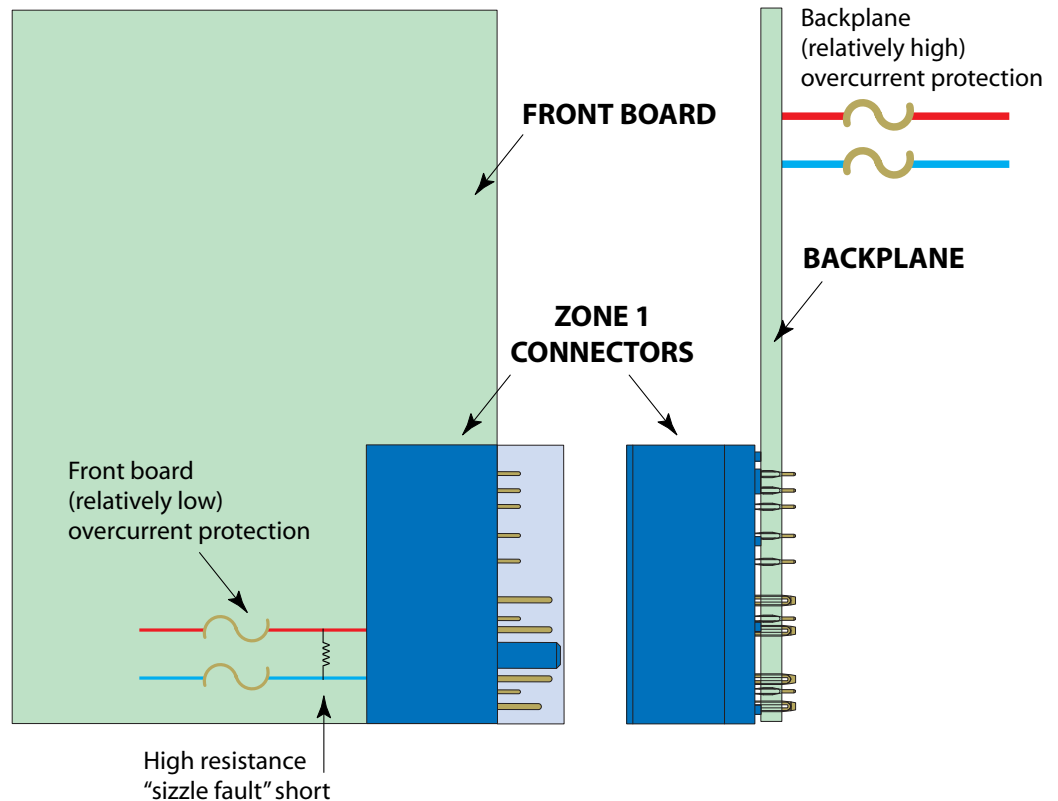 Backplane
(relatively high)
overcurrent protection
FRONT BOARD
BACKPLANE
ZONE 1
CONNECTORS
Front board
(relatively low)
overcurrent protection
High resistance
“sizzle fault” short